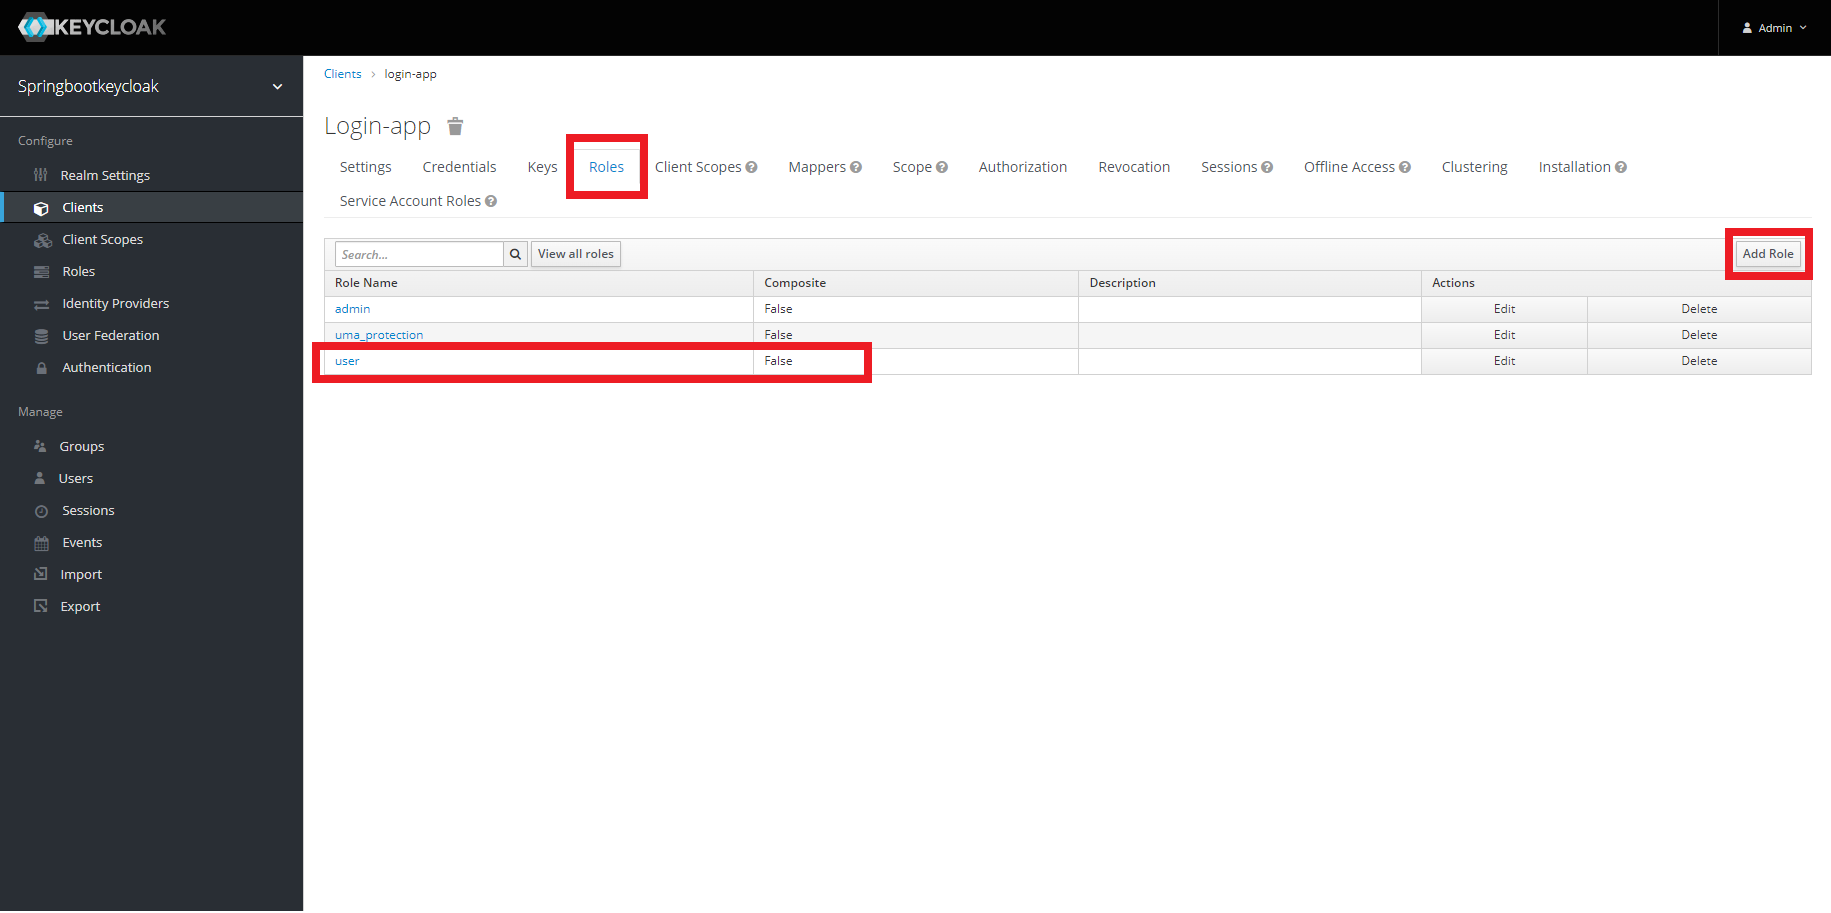 KEYCLOAK
Admin
Springbootkeycloak
Configure
Realm Settings
Clients
Client Scopes
Roles
Identity Providers
User Federation
Authentication
Manage
Groups
Users
Sessions
Events
Import
Export
Clients > login-app
Login-app
Settings Credentials Keys Roles Client Scopes Mappers Scope Authorization Revocation Sessions Offline Access Clustering Installation
Service Account Roles
Search... View all roles Add Role
Role Name Composite Description Actions
admin False Edit Delete
uma_protection False Edit Delete
user False Edit Delete